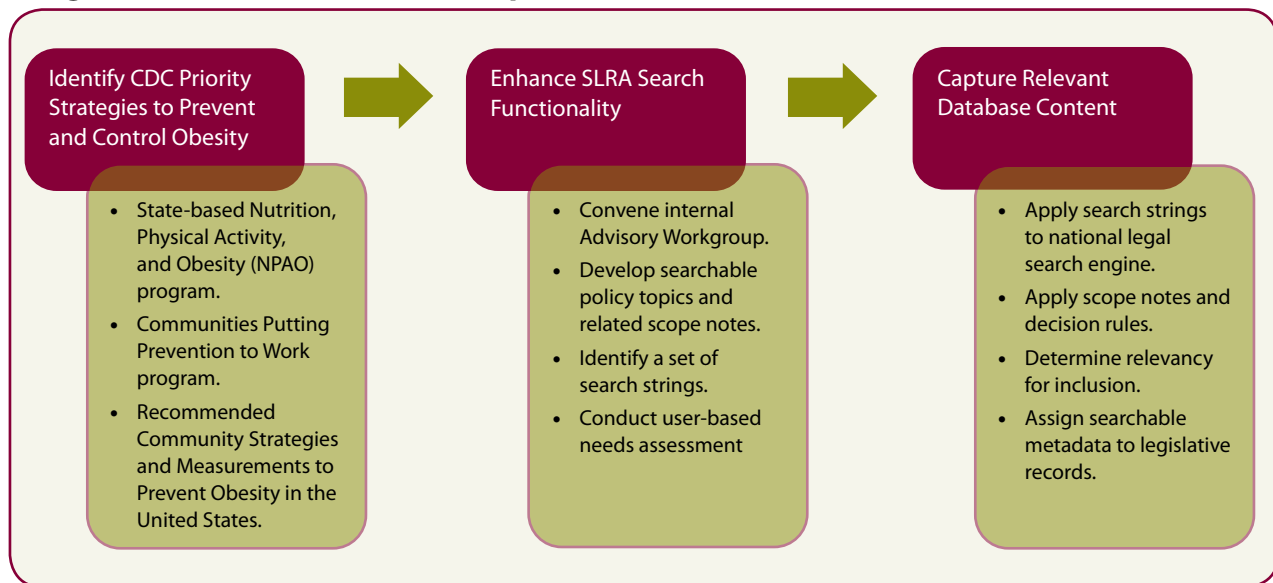 Identify CDC Priority
Strategies to Prevent
and Control Obesity
• State-based Nutrition,
Physical Activity,
and Obesity (NPAO)
program.
• Communities Putting
Prevention to Work
program.
• Recommended
Community Strategies
and Measurements to
Prevent Obesity in the
United States.
Enhance SLRA Search
Functionality
• Convene internal
Advisory Workgroup.
• Develop searchable
policy topics and
related scope notes.
• Identify a set of
search strings.
• Conduct user-based
needs assessment
Capture Relevant
Database Content
• Apply search strings
to national legal
search engine.
• Apply scope notes and
decision rules.
• Determine relevancy
for inclusion.
• Assign searchable
metadata to legislative
records.